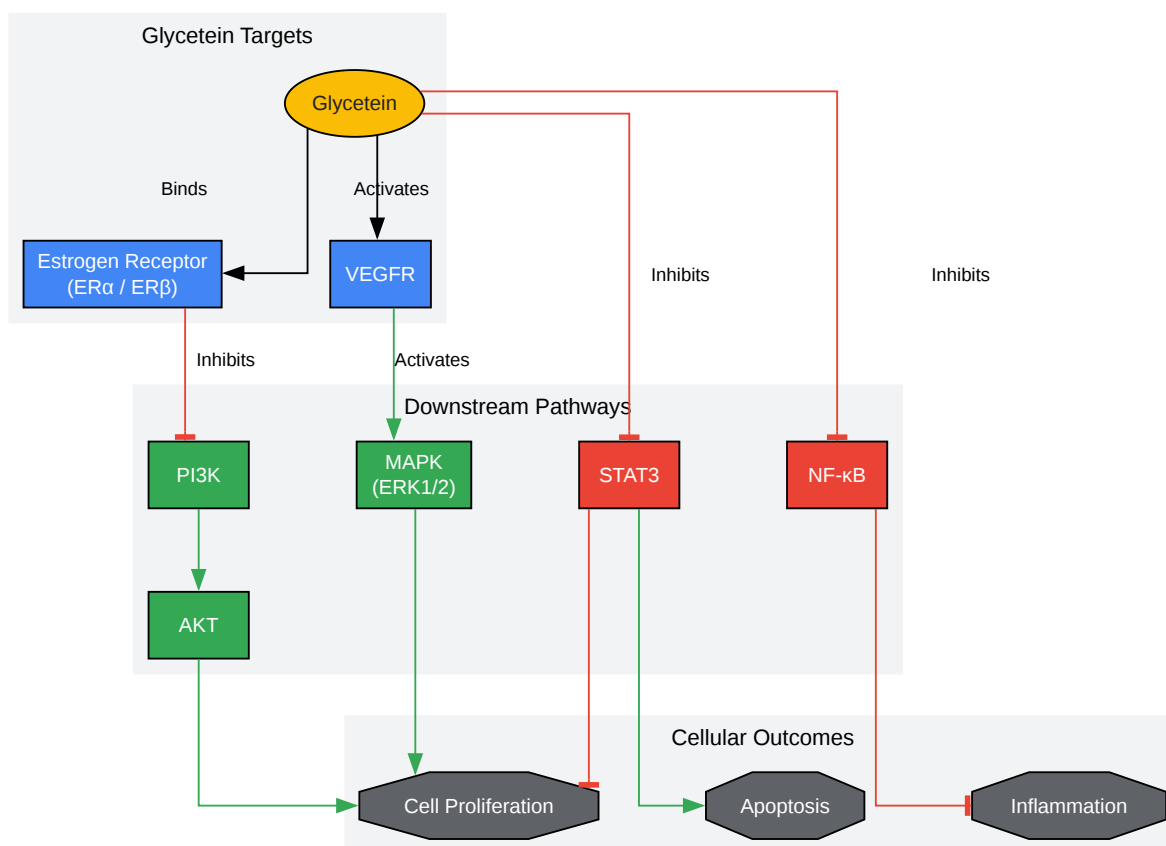 Glycetein Targets
Glycetein
Binds
Activates
Estrogen Receptor
(ERα / ERβ)
VEGFR
Inhibits
Inhibits
Inhibits
Activates
Downstream Pathways
PI3K
MAPK
(ERK1/2)
STAT3
NF-κB
AKT
Cellular Outcomes
Cell Proliferation
Apoptosis
Inflammation